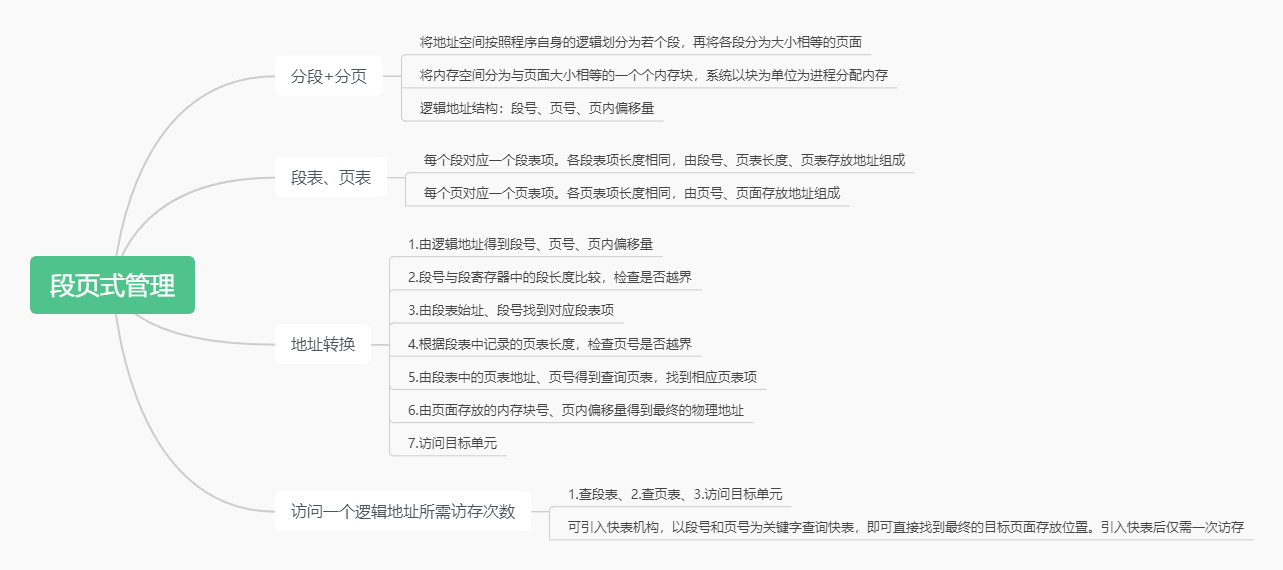 段页式管理
分段+分页
将地址空间按照程序自身的逻辑划分为若个段，再将各段分为大小相等的页面
将内存空间分为与页面大小相等的一个个内存块，系统以块为单位为进程分配内存
逻辑地址结构：段号、页号、页内偏移量
段表、页表
每个段对应一个段表项。各段表项长度相同，由段号、页表长度、页表存放地址组成
每个页对应一个页表项。各页表项长度相同，由页号、页面存放地址组成
地址转换
1.由逻辑地址得到段号、页号、页内偏移量
2.段号与段寄存器中的段长度比较，检查是否越界
3.由段表始址、段号找到对应段表项
4.根据段表中记录的页表长度，检查页号是否越界
5.由段表中的页表地址、页号得到查询页表，找到相应页表项
6.由页面存放的内存块号、页内偏移量得到最终的物理地址
7.访问目标单元
访问一个逻辑地址所需访存次数
1.查段表、2.查页表、3.访问目标单元
可引入快表机构，以段号和页号为关键字查询快表，即可直接找到最终的目标页面存放位置。引入快表后仅需一次访存